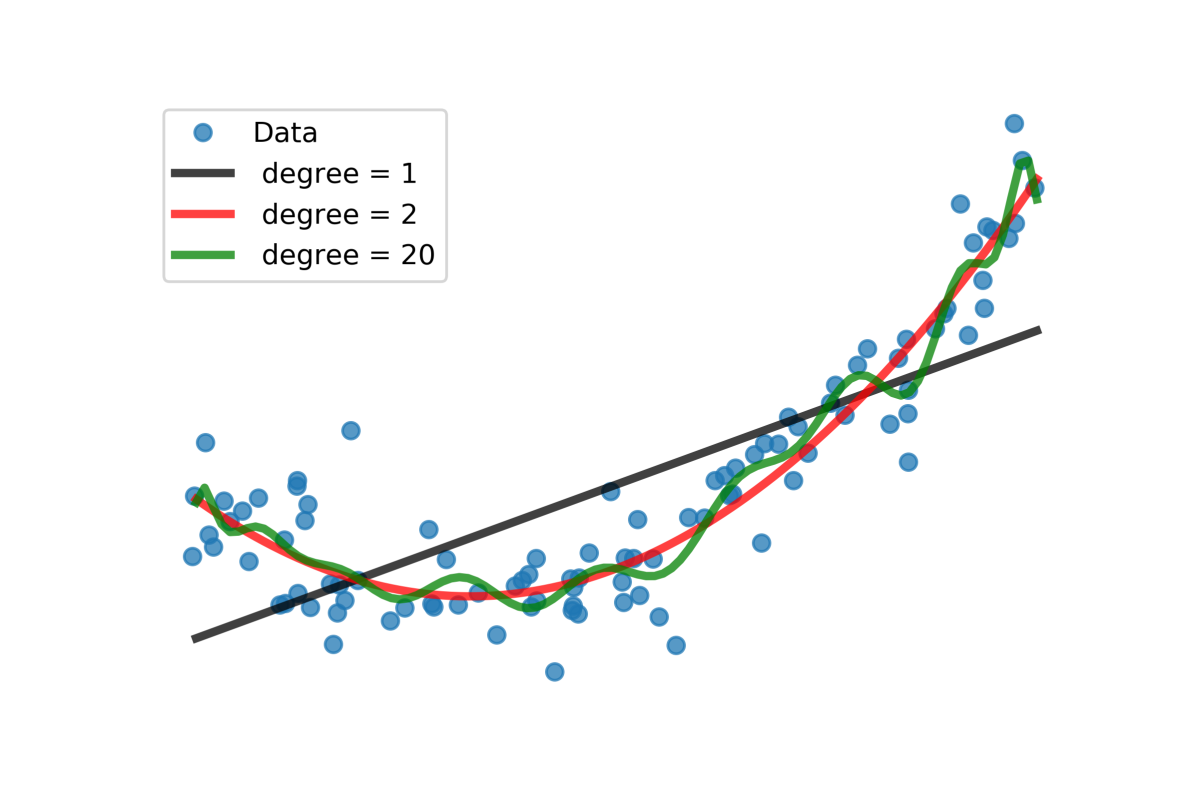 Data
degree = 1
degree = 2
degree = 20